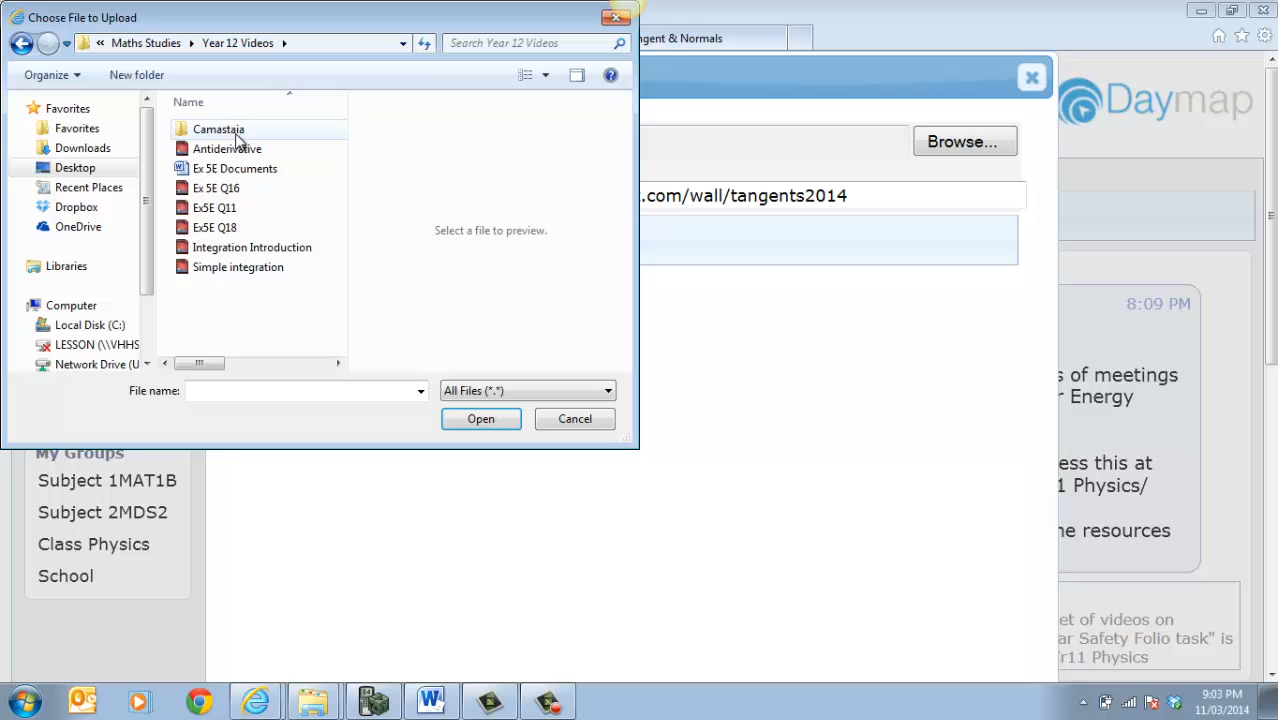 Choose File to Upload
« Maths Studies Year 12 Videos
Search Year 12 Videos
ngent & Normals
Organize
New folder
Daymap
Browse...
Name
Favorites
Favorites
Downloads
Desktop
Recent Places
Dropbox
OneDrive
Libraries
Computer
Local Disk (C:)
LESSON (\\VHHS
Network Drive (U
Camastaia
Antiderivative
Ex 5E Documents
Ex 5E Q16
Ex5E Q11
Ex5E Q18
Integration Introduction
Simple integration
Select a file to preview.
File name:
All Files (*.*)
Open
Cancel
.com/wall/tangents2014
8:09 PM
s of meetings
r Energy
ess this at
1 Physics/
ne resources
et of videos on
ar Safety Folio task" is
Yr11 Physics
My Groups
Subject 1MAT1B
Subject 2MDS2
Class Physics
School
9:03 PM
11/03/2014